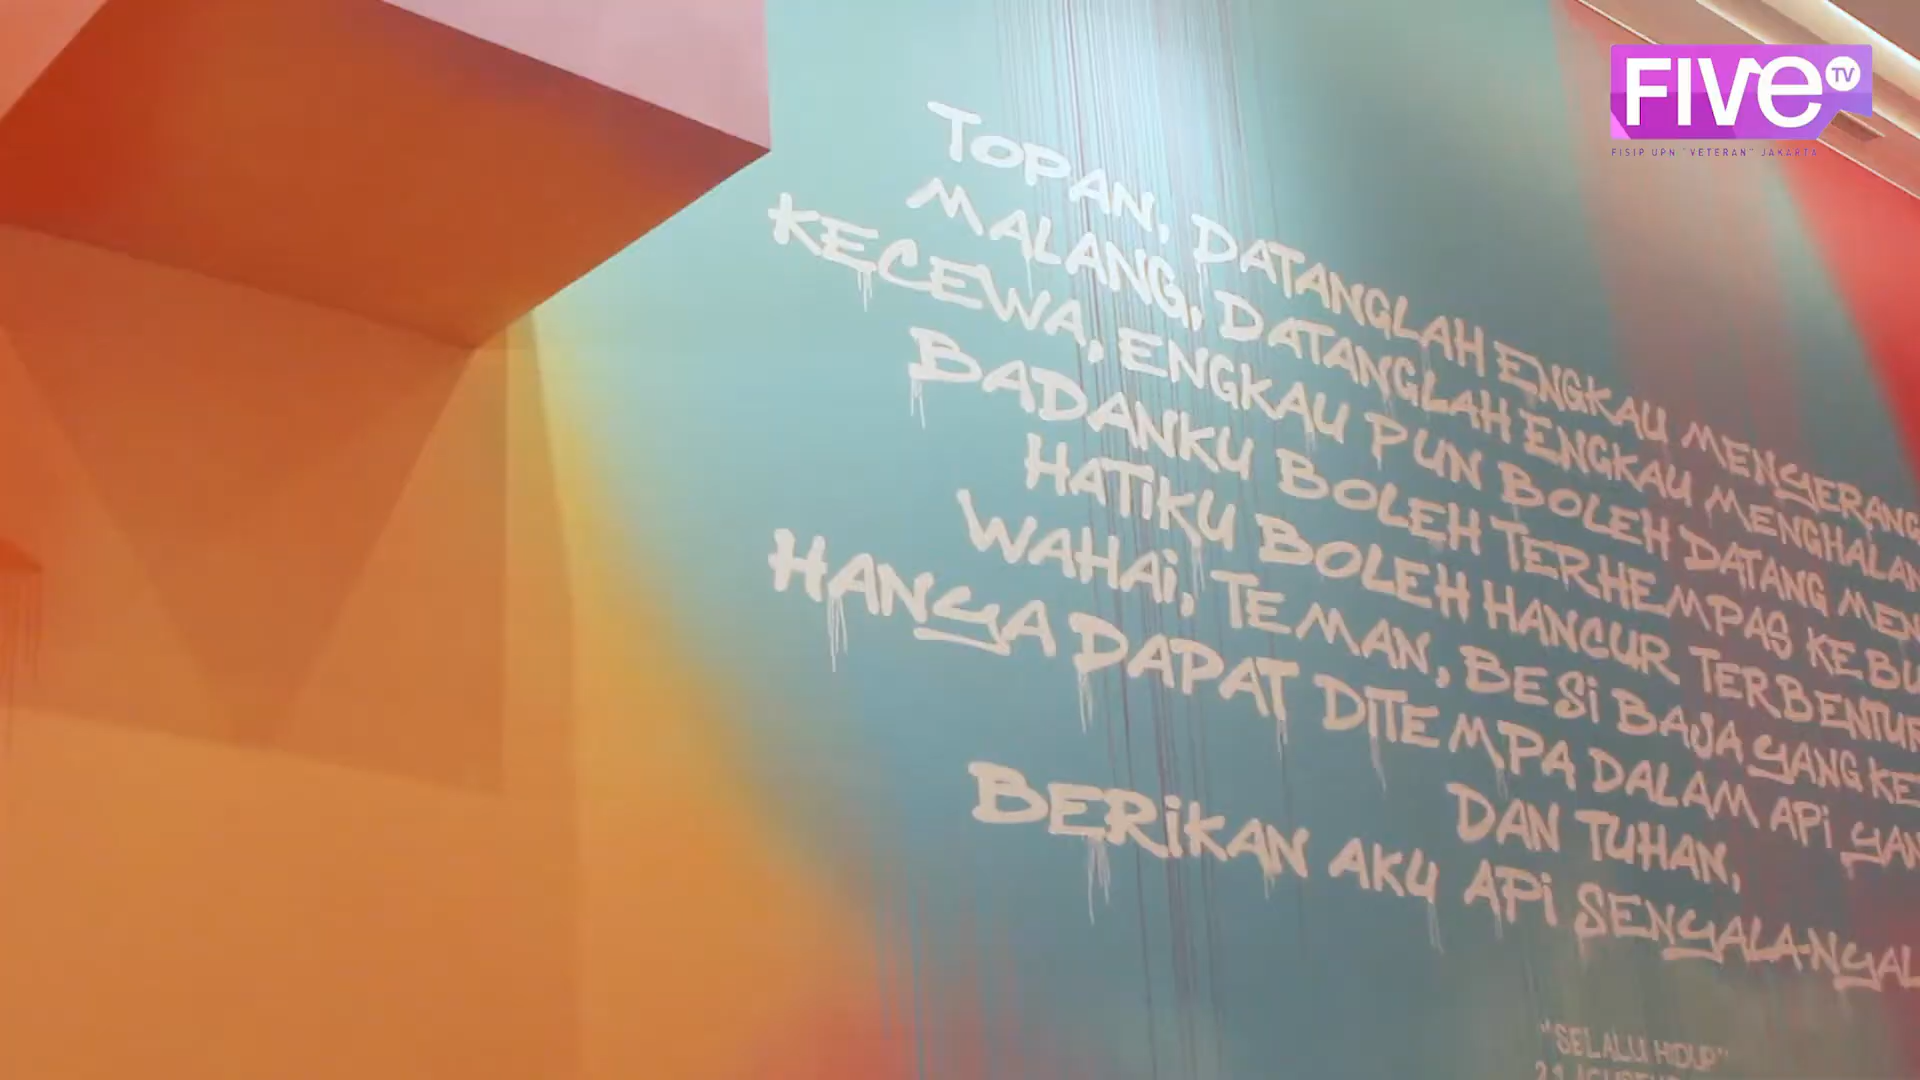 FIVE TV
FISIP UPN "VETERAN" JAKARTA
TOPAN, DATANGLAH ENGKAU MENYERANG
MALANG, DATANGLAH ENGKAU MENGHALAN
KECEWA, ENGKAU PUN BOLEH DATANG MEN
BADANKU BOLEH TERHEMPAS KE BU
HATIKU BOLEH HANCUR TERBENTUR
WAHAI, TEMAN, BESI BAJA YANG KE
HANYA DAPAT DITEMPA DALAM API YAN
DAN TUHAN,
BERIKAN AKU API SENYALA-NYAL
"SELALU HIDUP"